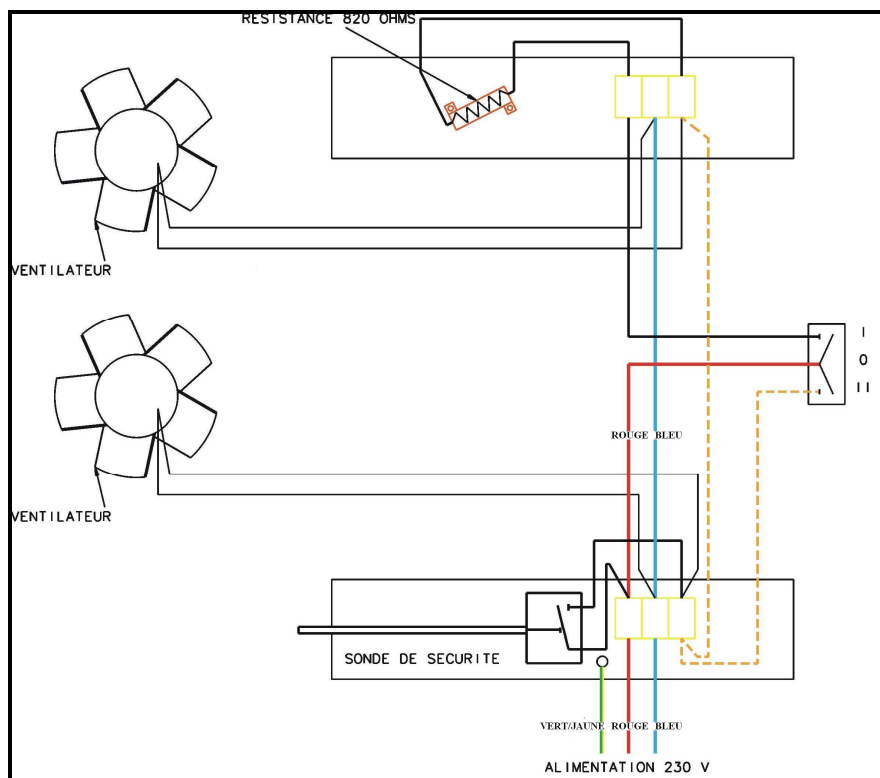 RESISTANCE 820 OHMS
VENTILATEUR
I
0
II
ROUGE BLEU
VENTILATEUR
SONDE DE SECURITE
VERT/JAUNE ROUGE BLEU
ALIMENTATION 230 V